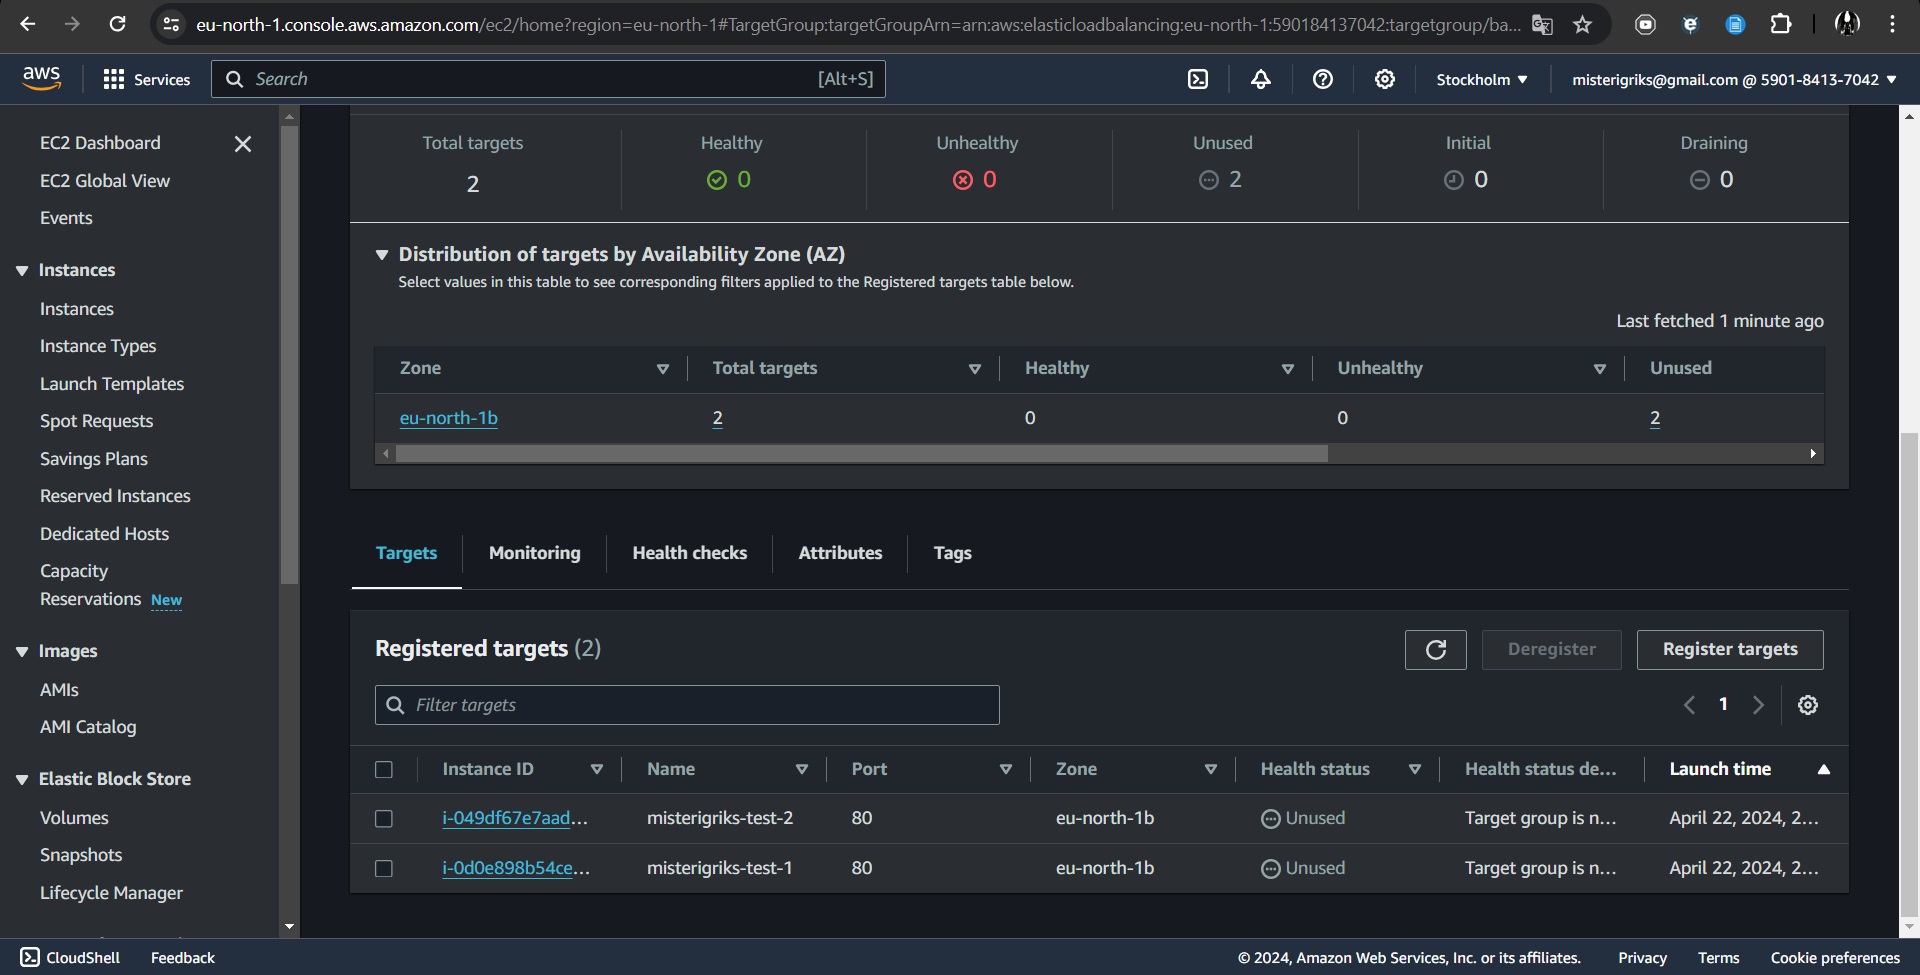 eu-north-1.console.aws.amazon.com/ec2/home?region=eu-north-1#TargetGroup:targetGroupArn=arn:aws:elasticloadbalancing:eu-north-1:590184137042:targetgroup/ba...
aws
Services
Search
[Alt+S]
Stockholm
misterigriks@gmail.com @ 5901-8413-7042
EC2 Dashboard
EC2 Global View
Events
Instances
Instances
Instance Types
Launch Templates
Spot Requests
Savings Plans
Reserved Instances
Dedicated Hosts
Capacity
Reservations New
Images
AMIs
AMI Catalog
Elastic Block Store
Volumes
Snapshots
Lifecycle Manager
Total targets Healthy Unhealthy Unused Initial Draining
2 0 0 2 0 0
Distribution of targets by Availability Zone (AZ)
Select values in this table to see corresponding filters applied to the Registered targets table below.
Last fetched 1 minute ago
Zone Total targets Healthy Unhealthy Unused
eu-north-1b 2 0 0 2
Targets Monitoring Health checks Attributes Tags
Registered targets (2)
Deregister
Register targets
Filter targets
1
Instance ID Name Port Zone Health status Health status de... Launch time
i-049df67e7aad... misterigriks-test-2 80 eu-north-1b Unused Target group is n... April 22, 2024, 2...
i-0d0e898b54ce... misterigriks-test-1 80 eu-north-1b Unused Target group is n... April 22, 2024, 2...
CloudShell Feedback
© 2024, Amazon Web Services, Inc. or its affiliates. Privacy Terms Cookie preferences